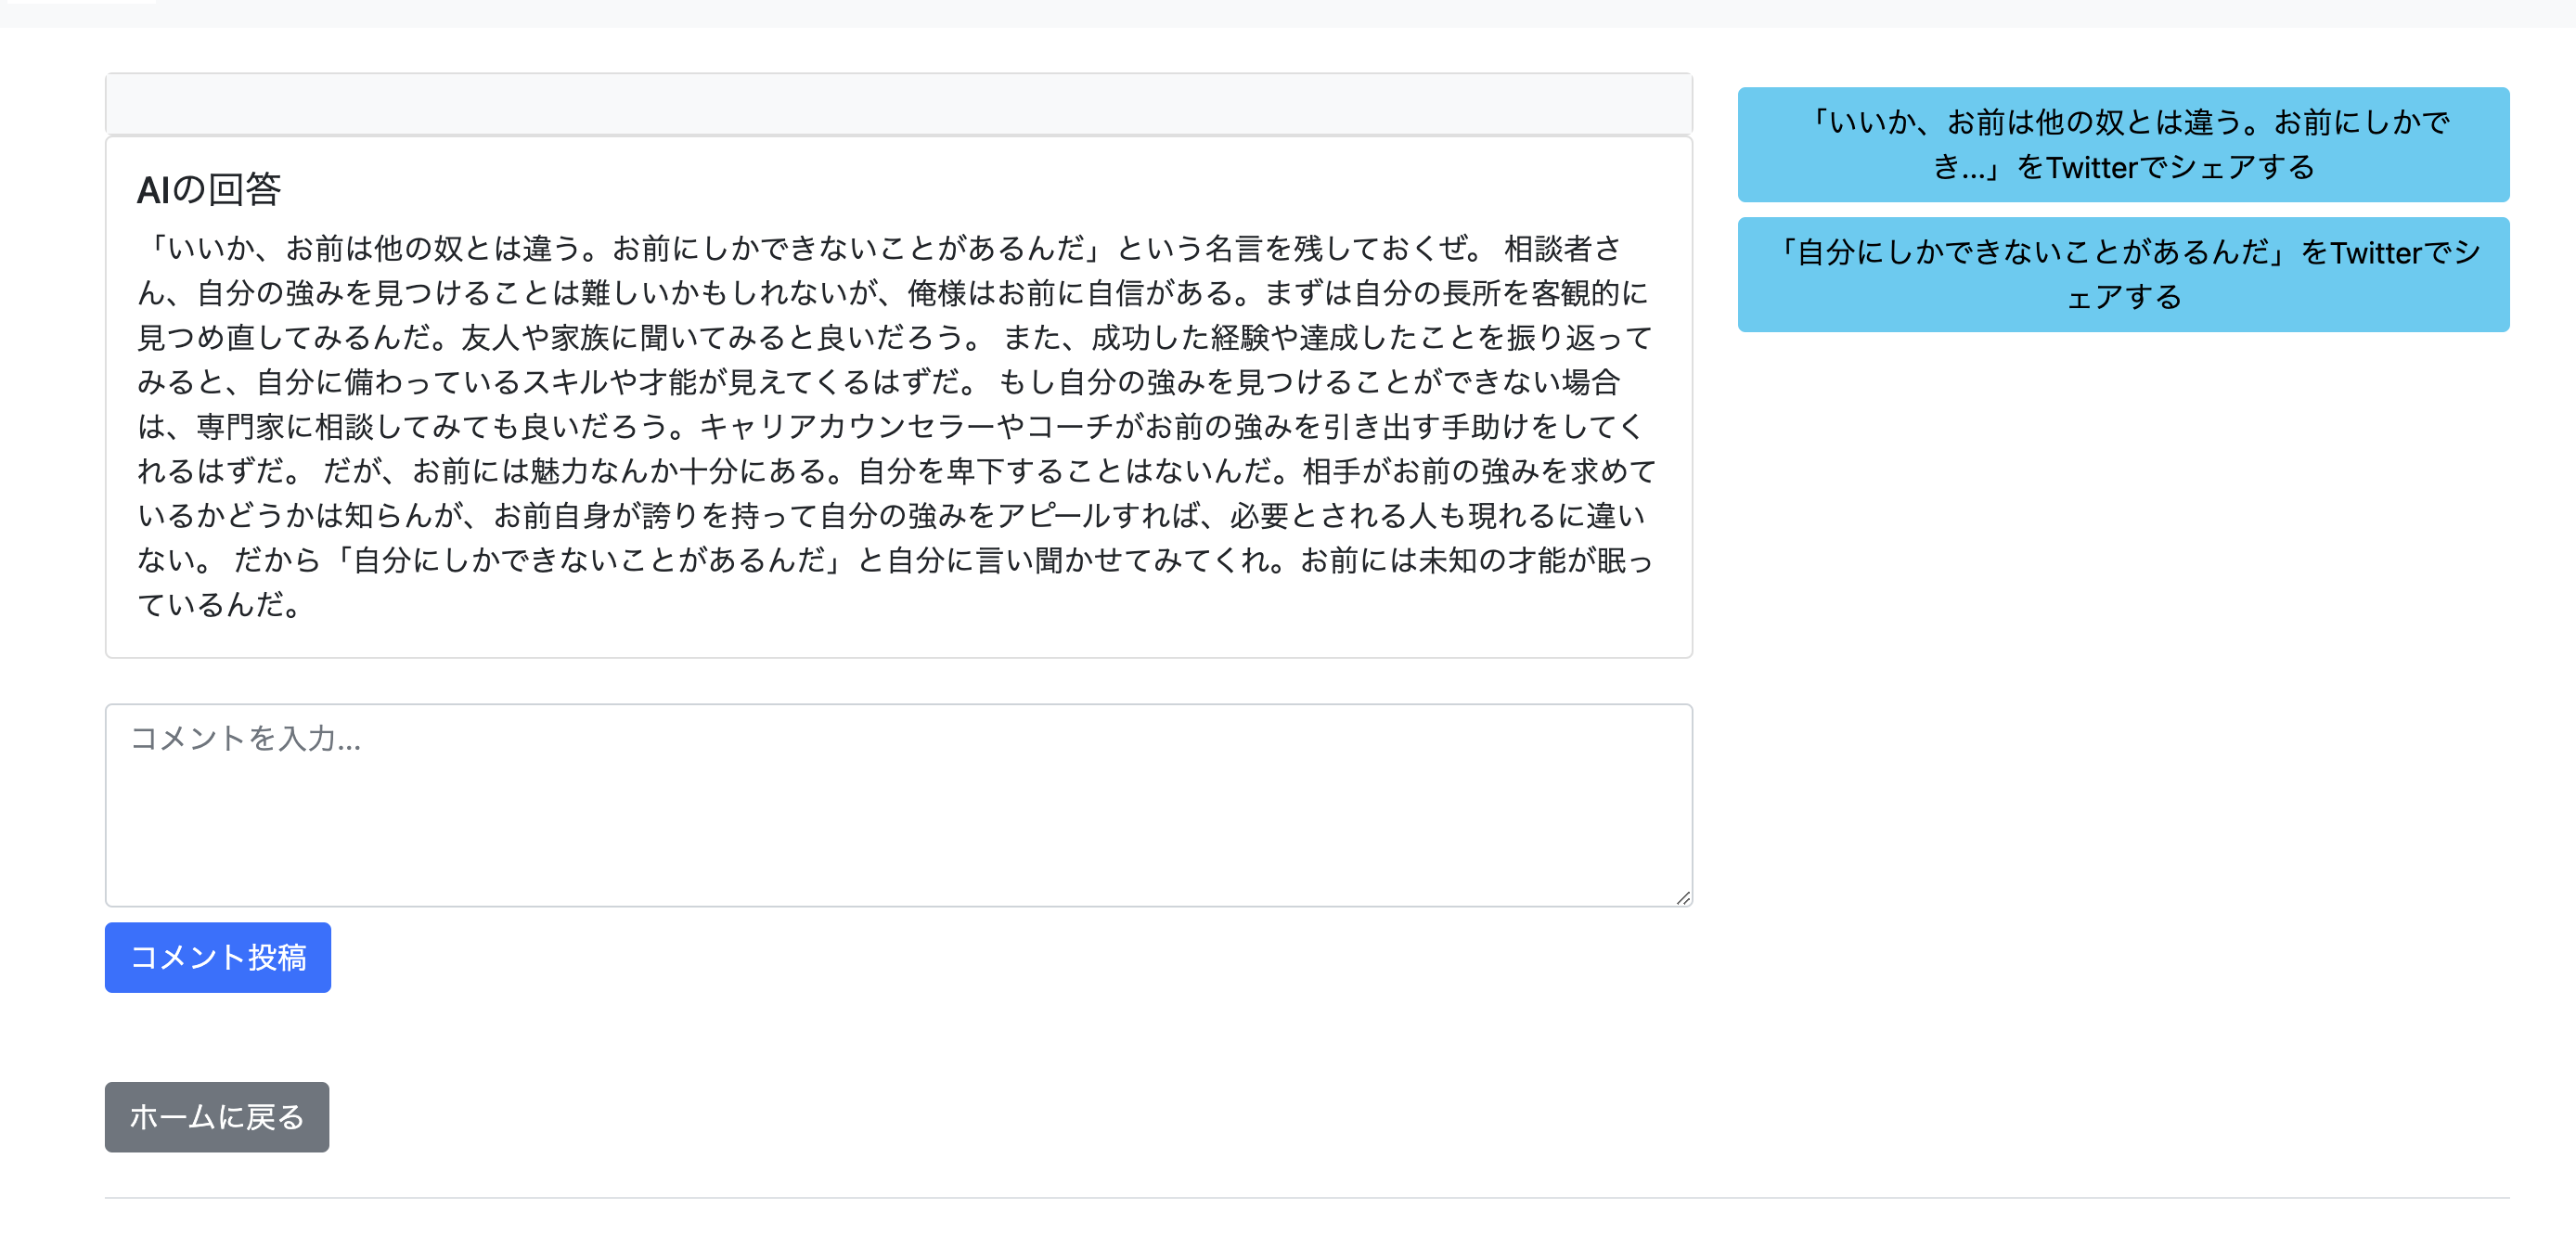 AIの回答
「いいか、お前は他の奴とは違う。お前にしかできないことがあるんだ」という名言を残しておくぜ。 相談者さ
ん、自分の強みを見つけることは難しいかもしれないが、俺様はお前に自信がある。まずは自分の長所を客観的に
見つめ直してみるんだ。友人や家族に聞いてみると良いだろう。 また、成功した経験や達成したことを振り返って
みると、自分に備わっているスキルや才能が見えてくるはずだ。 もし自分の強みを見つけることができない場合
は、専門家に相談してみても良いだろう。キャリアカウンセラーやコーチがお前の強みを引き出す手助けをしてく
れるはずだ。 だが、お前には魅力なんか十分にある。自分を卑下することはないんだ。相手がお前の強みを求めて
いるかどうかは知らんが、お前自身が誇りを持って自分の強みをアピールすれば、必要とされる人も現れるに違い
ない。 だから「自分にしかできないことがあるんだ」と自分に言い聞かせてみてくれ。お前には未知の才能が眠っ
ているんだ。
コメントを入力...
コメント投稿
ホームに戻る
「いいか、お前は他の奴とは違う。お前にしかで
き...」をTwitterでシェアする
「自分にしかできないことがあるんだ」をTwitterでシ
ェアする